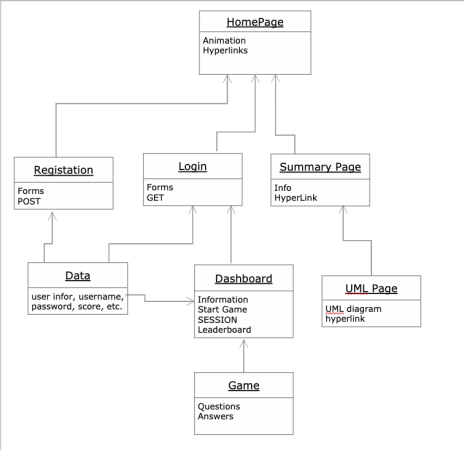 HomePage
Animation
Hyperlinks
Registation
Forms
POST
Login
Forms
GET
Summary Page
Info
HyperLink
Data
user infor, username,
password, score, etc.
Dashboard
Information
Start Game
SESSION
Leaderboard
UML Page
UML diagram
hyperlink
Game
Questions
Answers